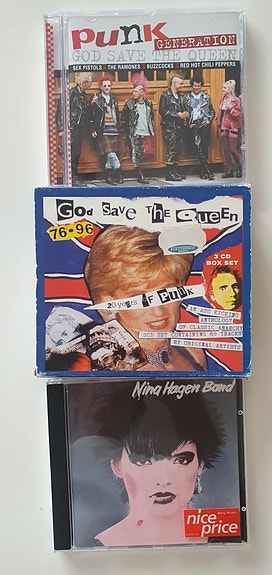 punk
GENERATION
GOD SAVE THE QUEEN
SEX PISTOLS THE RAMONES BUZZCOCKS RED HOT CHILI PEPPERS
God Save THE QUEEN
76•96
3 CD
BOX SET
20 years OF PUNK
AN ASS KICKING
ANTHOLOGY
OF CLASSIC ANARCHY
3CD SET CONTAINING 60 TRACKS
BY ORIGINAL ARTISTS
Nina Hagen Band
nice
price